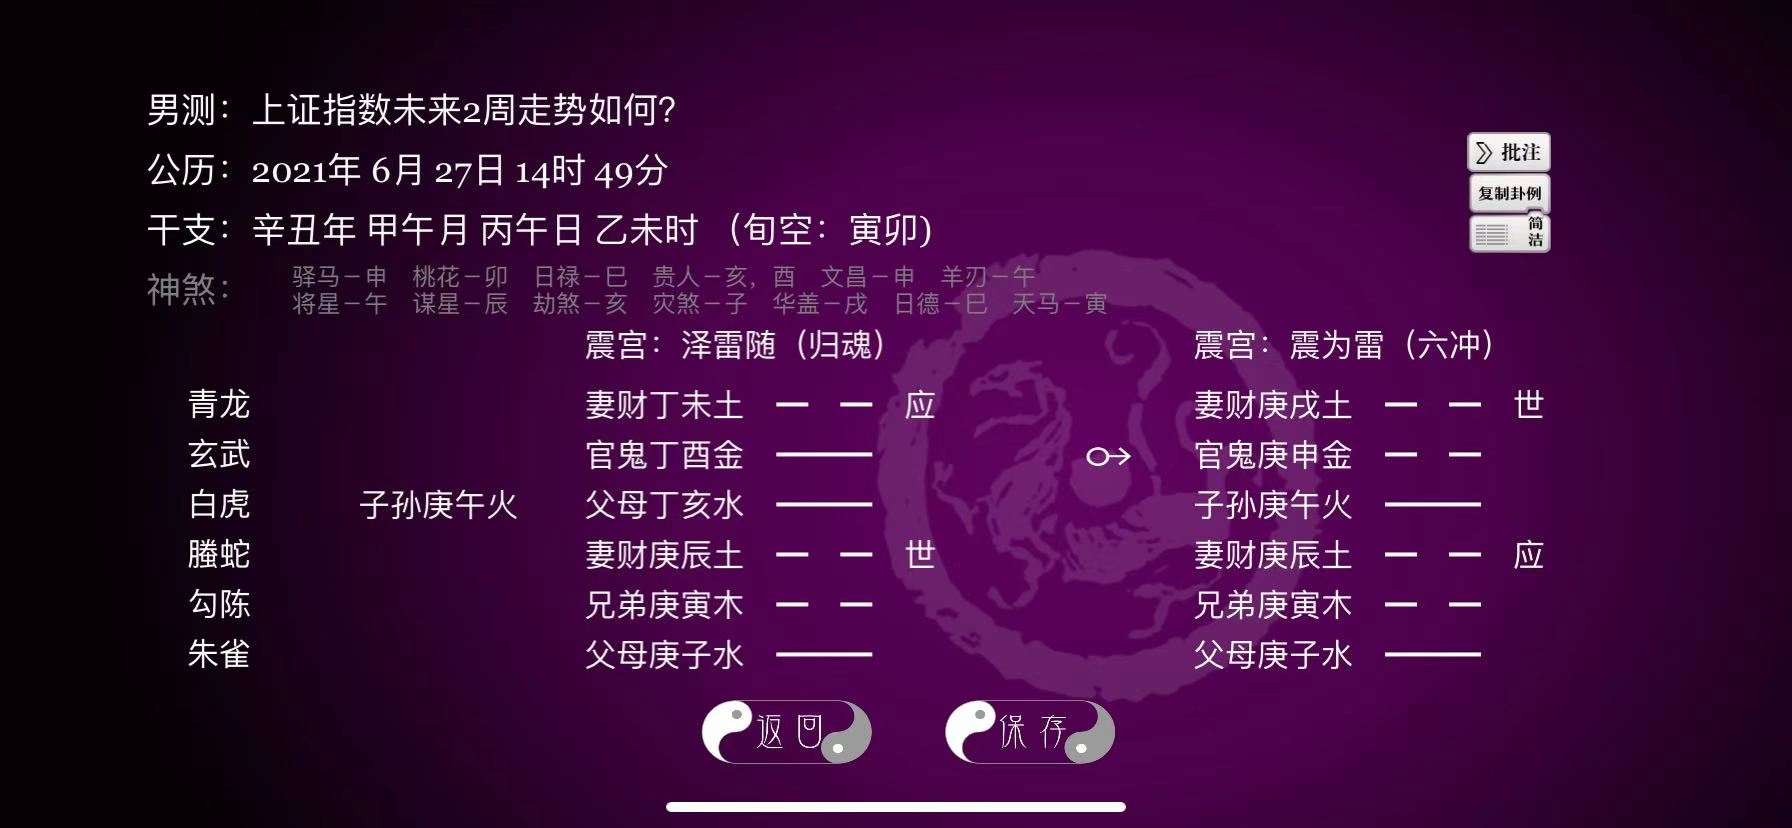 男测：上证指数未来2周走势如何？
公历：2021年 6月 27日 14时 49分
干支：辛丑年 甲午月 丙午日 乙未时 （旬空：寅卯）
神煞： 驿马－申 桃花－卯 日禄－巳 贵人－亥，酉 文昌－申 羊刃－午
将星－午 谋星－辰 劫煞－亥 灾煞－子 华盖－戌 日德－巳 天马－寅
批注
复制卦例
简洁
震宫：泽雷随（归魂） 震宫：震为雷（六冲）
青龙 妻财丁未土 应 妻财庚戌土 世
玄武 官鬼丁酉金 官鬼庚申金
白虎 子孙庚午火 父母丁亥水 子孙庚午火
螣蛇 妻财庚辰土 世 妻财庚辰土 应
勾陈 兄弟庚寅木 兄弟庚寅木
朱雀 父母庚子水 父母庚子水
返回 保存